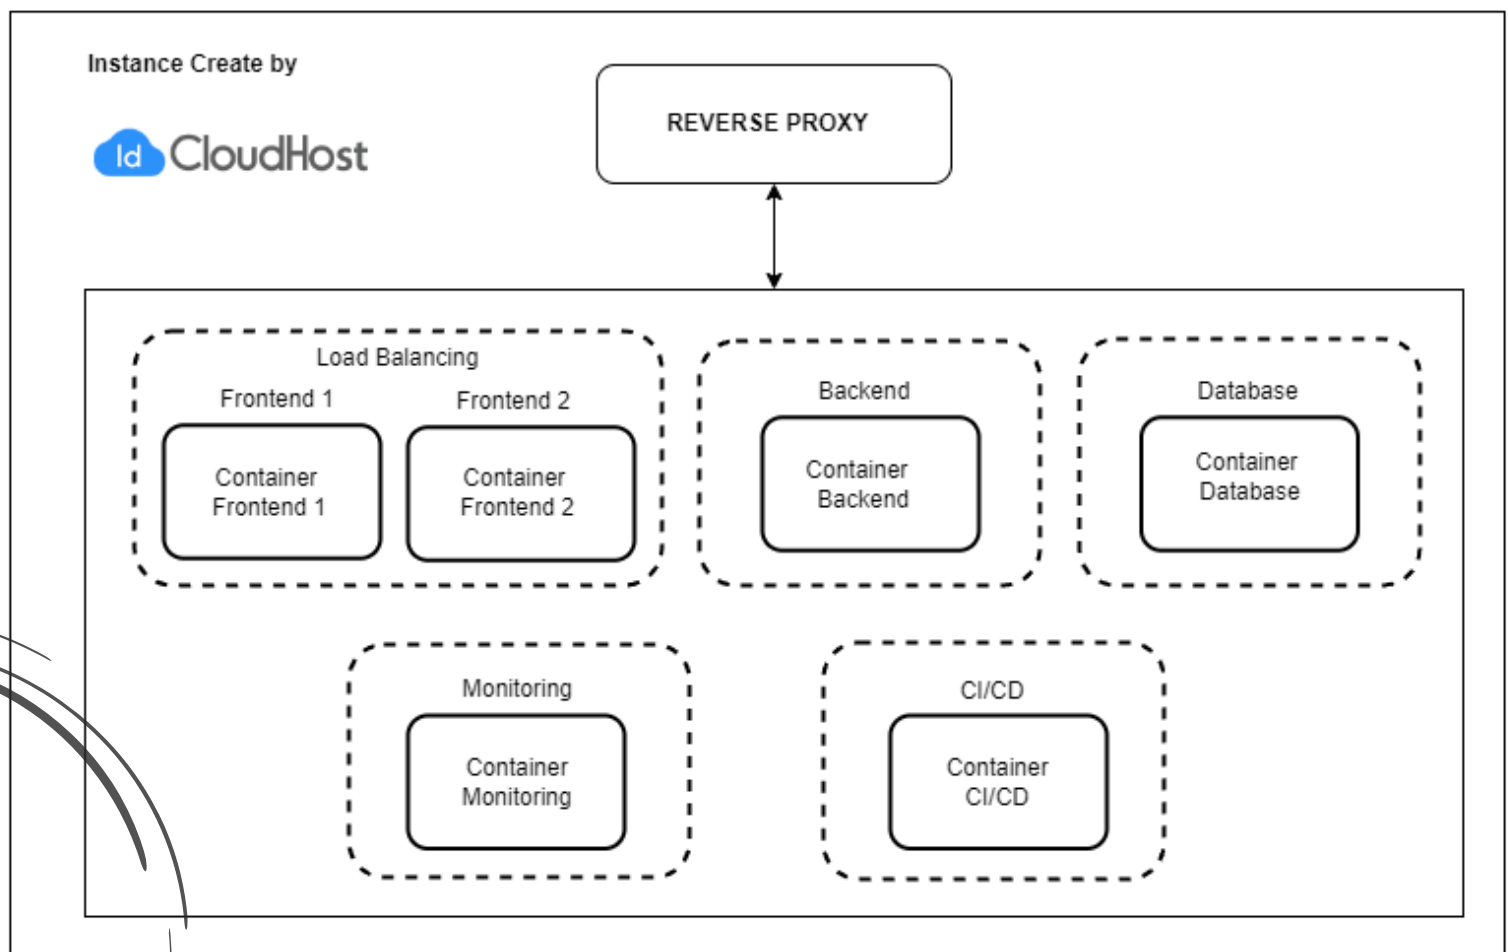 Instance Create by
Id CloudHost
REVERSE PROXY
Load Balancing
Frontend 1
Frontend 2
Container
Frontend 1
Container
Frontend 2
Backend
Container
Backend
Database
Container
Database
Monitoring
Container
Monitoring
CI/CD
Container
CI/CD